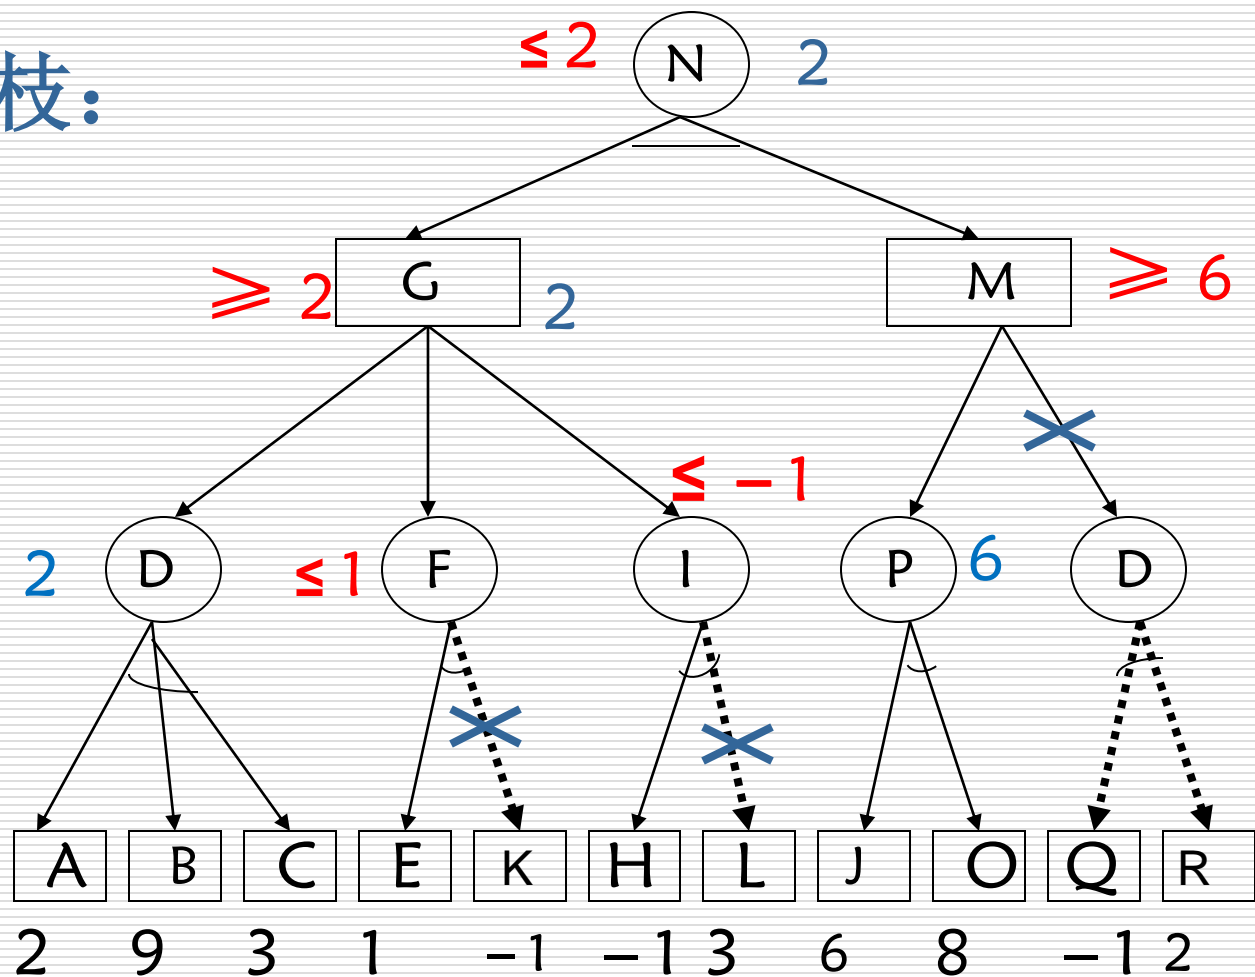 ≤ 2 N 2
枝：
≥ 2 G 2 M ≥ 6
≤ －1
2 D ≤ 1 F I P 6 D
A B C E K H L J O Q R
2 9 3 1 －1 －1 3 6 8 －1 2